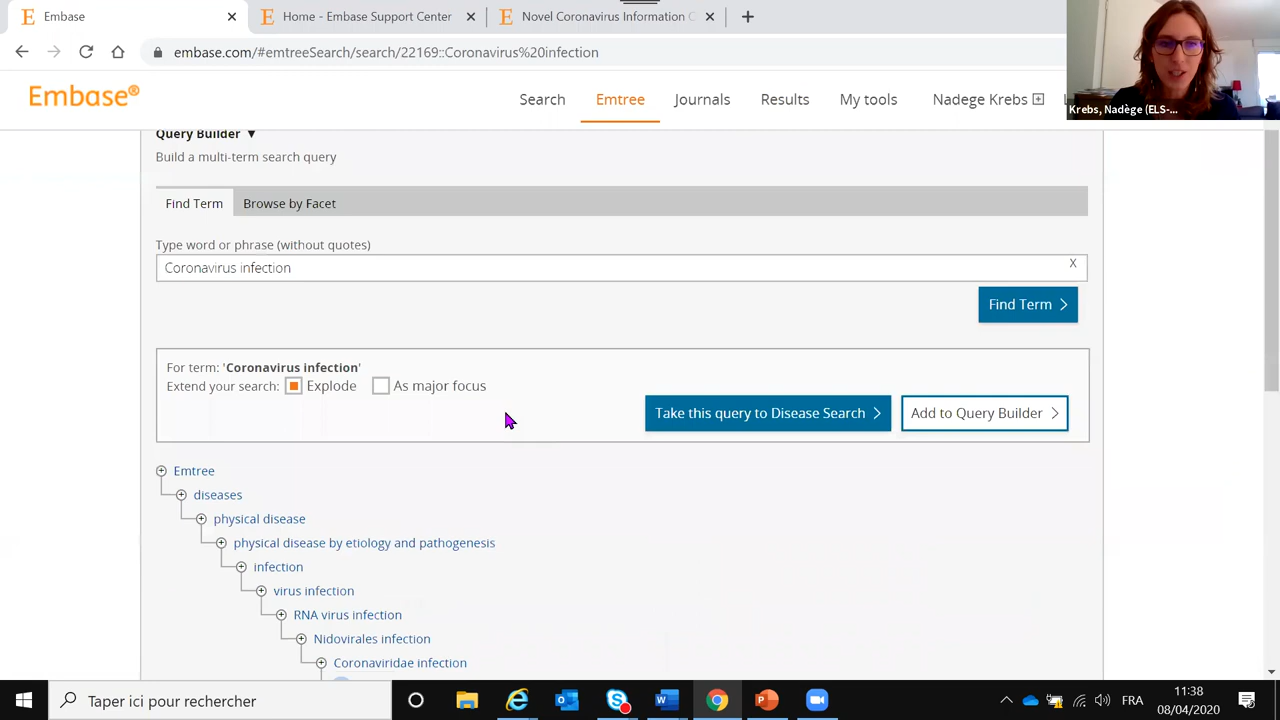 Embase
Home - Embase Support Center
Novel Coronavirus Information C
embase.com/#emtreeSearch/search/22169::Coronavirus%20infection
Embase®
Search
Emtree
Journals
Results
My tools
Nadege Krebs
Krebs, Nadège (ELS-...
Query Builder ▼
Build a multi-term search query
Find Term
Browse by Facet
Type word or phrase (without quotes)
Coronavirus infection
X
Find Term >
For term: 'Coronavirus infection'
Extend your search: Explode As major focus
Take this query to Disease Search >
Add to Query Builder >
Emtree
diseases
physical disease
physical disease by etiology and pathogenesis
infection
virus infection
RNA virus infection
Nidovirales infection
Coronaviridae infection
Taper ici pour rechercher
FRA
11:38
08/04/2020